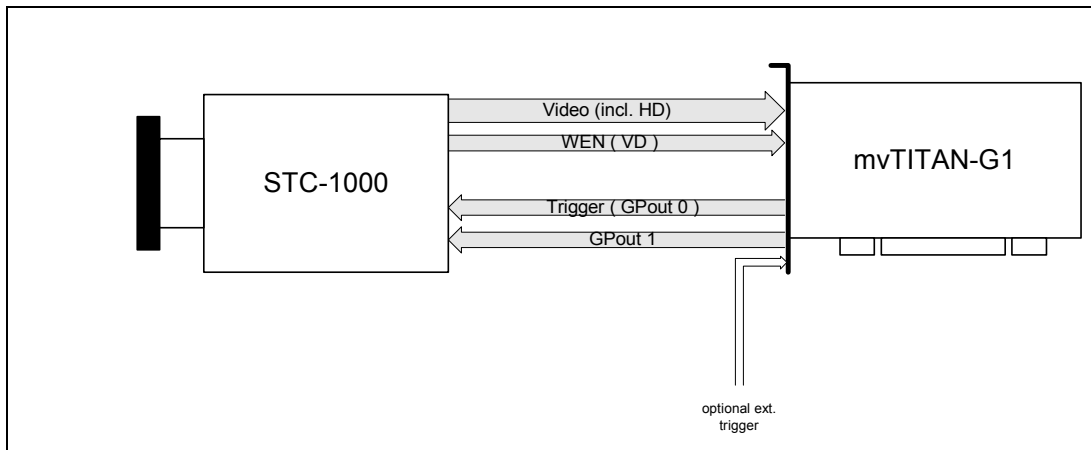 Video (incl. HD)
WEN ( VD )
STC-1000
mvTITAN-G1
Trigger ( GPout 0 )
GPout 1
optional ext.
trigger